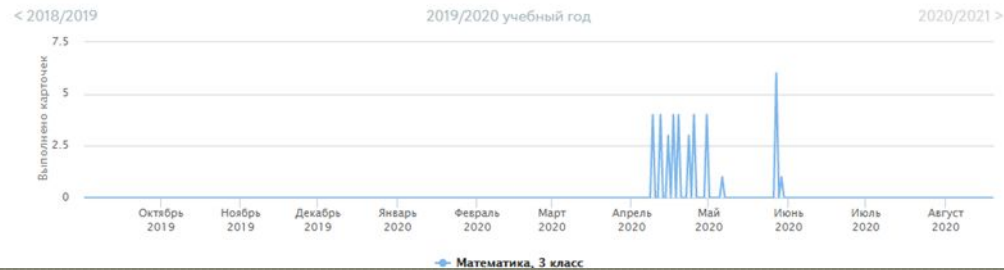 < 2018/2019
2019/2020 учебный год
2020/2021 >
Выполнено карточек
7.5
5
2.5
0
Октябрь 2019
Ноябрь 2019
Декабрь 2019
Январь 2020
Февраль 2020
Март 2020
Апрель 2020
Май 2020
Июнь 2020
Июль 2020
Август 2020
Математика, 3 класс